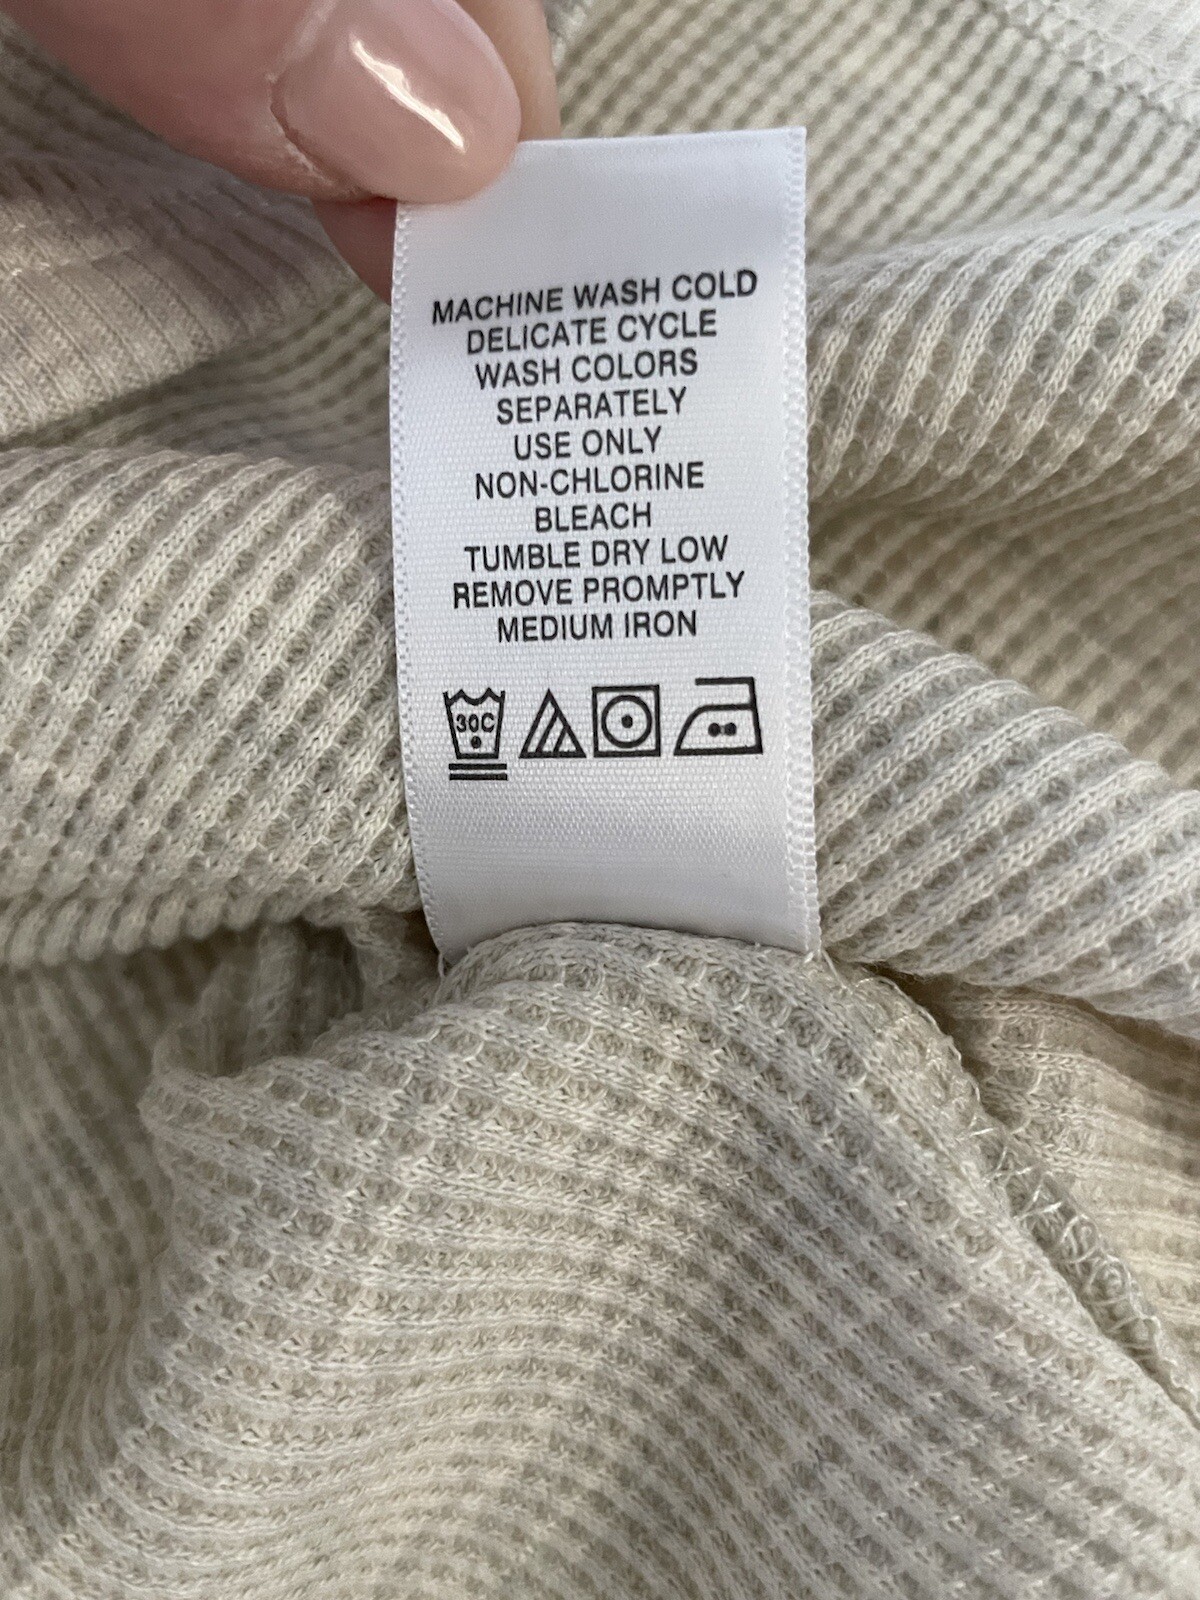 MACHINE WASH COLD
DELICATE CYCLE
WASH COLORS
SEPARATELY
USE ONLY
NON-CHLORINE
BLEACH
TUMBLE DRY LOW
REMOVE PROMPTLY
MEDIUM IRON
30C